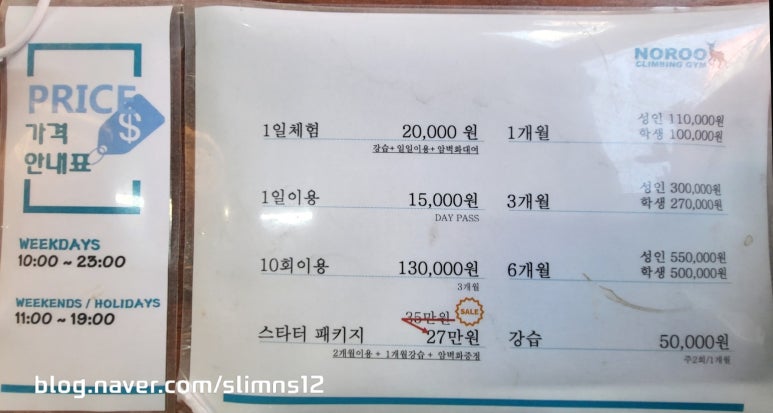 PRICE
$
가격
안내표
WEEKDAYS
10:00 ~ 23:00
WEEKENDS / HOLIDAYS
11:00 ~ 19:00
NOROO
CLIMBING GYM
1일체험 20,000 원
강습+ 일일이용+ 암벽화대여
1일이용 15,000원
DAY PASS
10회이용 130,000원
3개월
35만원 SALE
스타터 패키지 27만원
2개월이용 + 1개월강습 + 암벽화증정
1개월 성인 110,000원
학생 100,000원
3개월 성인 300,000원
학생 270,000원
6개월 성인 550,000원
학생 500,000원
강습 50,000원
주2회/1개월
blog.naver.com/slimns12